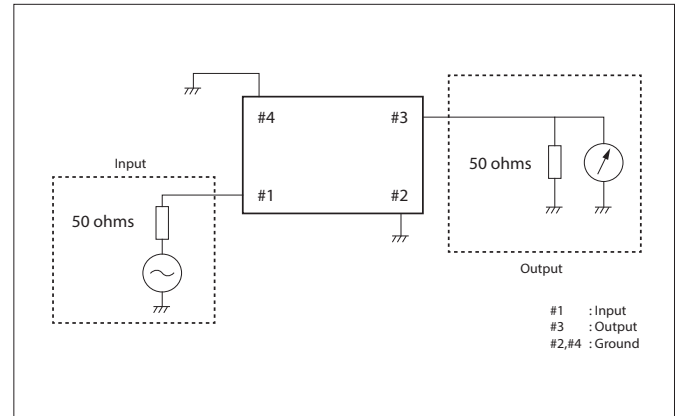 #4
#3
Input
#1
#2
50 ohms
50 ohms
Output
#1 : Input
#3 : Output
#2,#4 : Ground